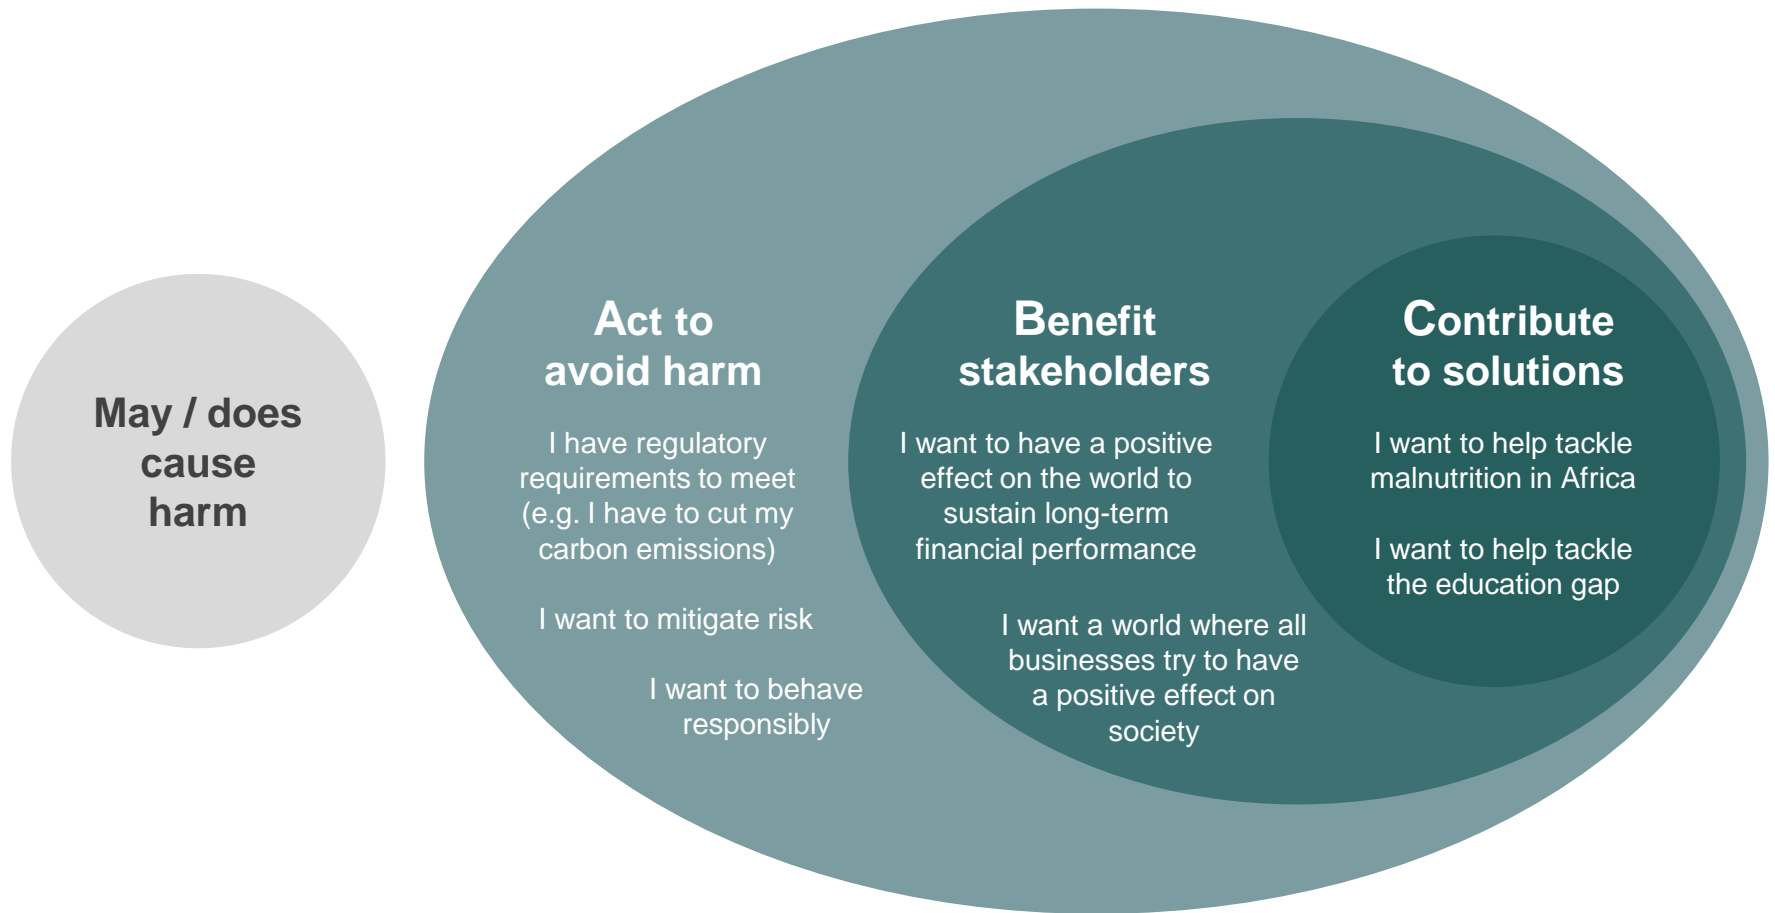 May / does
cause
harm
Act to
avoid harm
I have regulatory
requirements to meet
(e.g. I have to cut my
carbon emissions)
I want to mitigate risk
I want to behave
responsibly
Benefit
stakeholders
I want to have a positive
effect on the world to
sustain long-term
financial performance
I want a world where all
businesses try to have
a positive effect on
society
Contribute
to solutions
I want to help tackle
malnutrition in Africa
I want to help tackle
the education gap